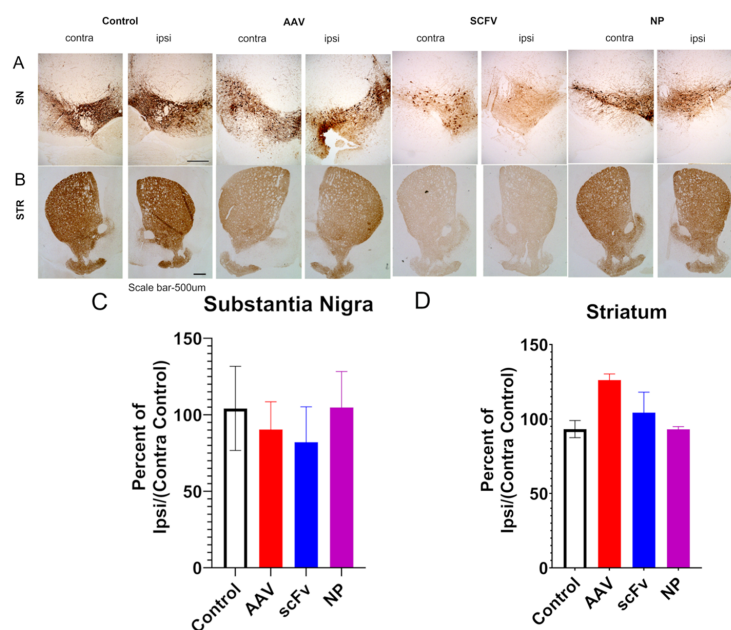 Control AAV SCFV NP
contra ipsi contra ipsi contra ipsi contra ipsi
A
SN
B
STR
Scale bar-500um
C Substantia Nigra
Percent of
Ipsi/(Contra Control)
150
100
50
0
Control AAV scFv NP
D Striatum
Percent of
Ipsi/(Contra Control)
150
100
50
0
Control AAV scFv NP